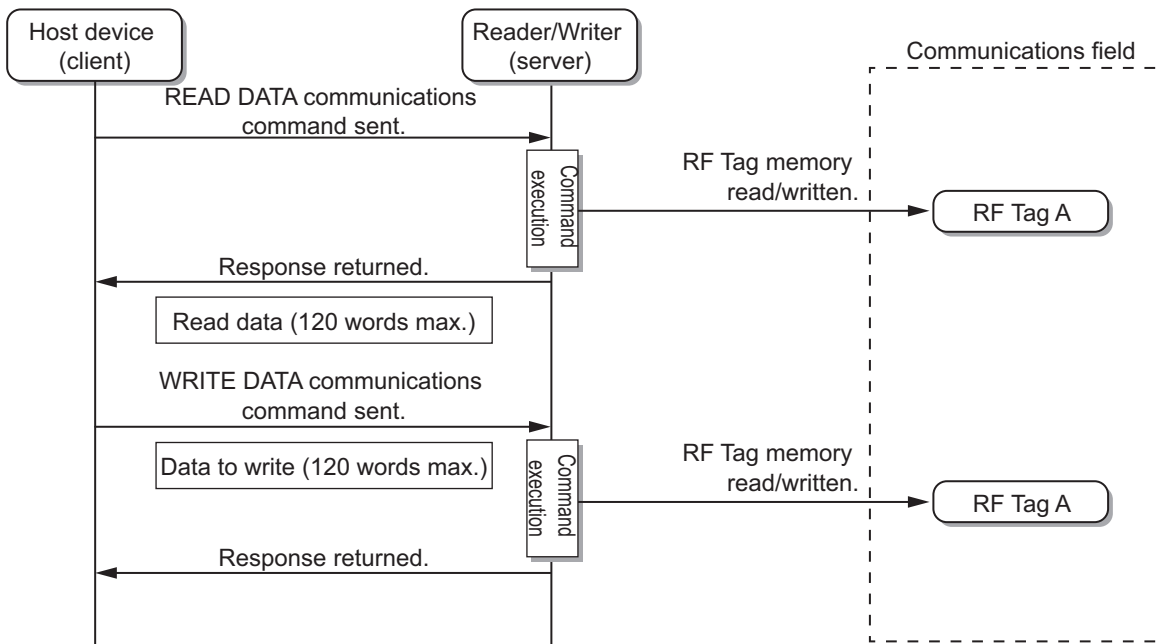 Host device
(client)
Reader/Writer
(server)
Communications field
READ DATA communications
command sent.
Command
execution
RF Tag memory
read/written.
RF Tag A
Response returned.
Read data (120 words max.)
WRITE DATA communications
command sent.
Data to write (120 words max.)
Command
execution
RF Tag memory
read/written.
RF Tag A
Response returned.